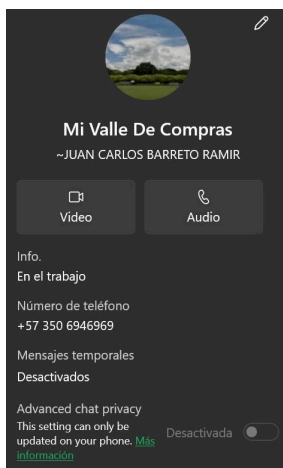 Mi Valle De Compras
~JUAN CARLOS BARRETO RAMIR
Video
Audio
Info.
En el trabajo
Número de teléfono
+57 350 6946969
Mensajes temporales
Desactivados
Advanced chat privacy
This setting can only be
updated on your phone. Más
información
Desactivada